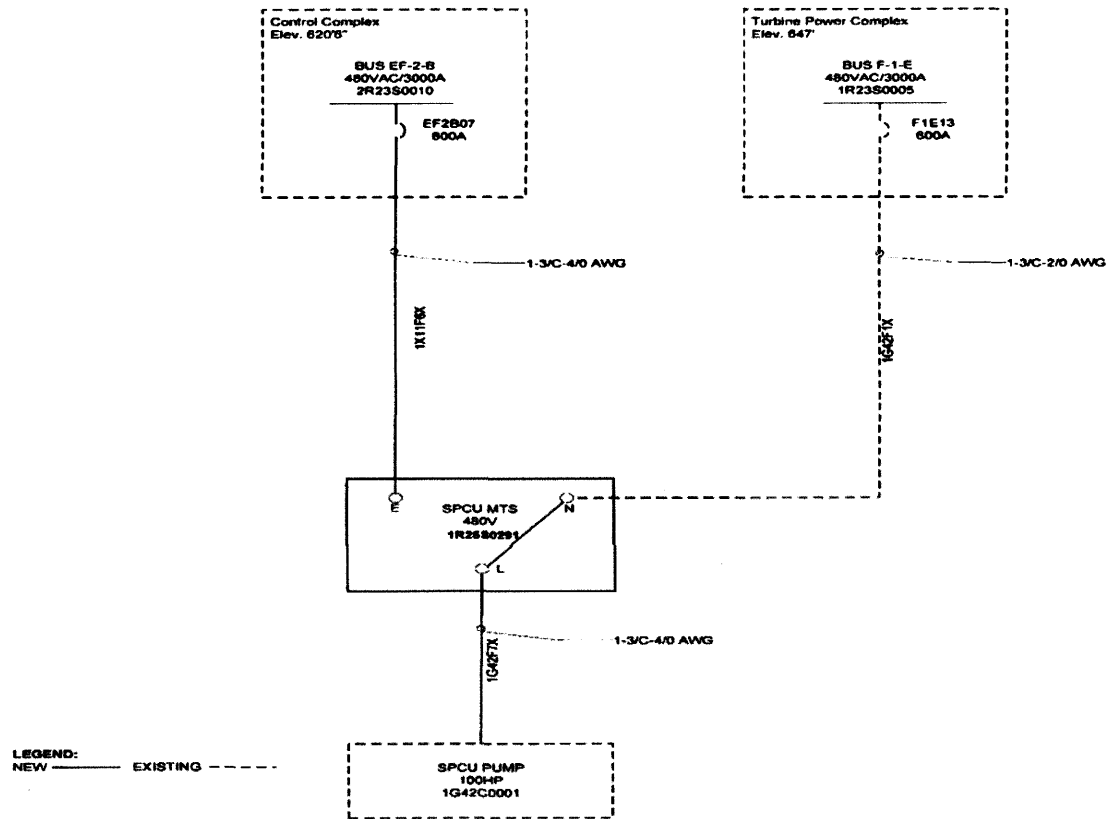 Control Complex
Elev. 620'6"
BUS EF-2-B
480VAC/3000A
2R23S0010
EF2B07
800A
Turbine Power Complex
Elev. 647'
BUS F-1-E
480VAC/3000A
1R23S0005
F1E13
600A
1-3/C-4/0 AWG
1-3/C-2/0 AWG
1X11F6X
1G42F1X
E
SPCU MTS
480V
1R25S0291
N
L
1-3/C-4/0 AWG
1G42F7X
LEGEND:
NEW EXISTING
SPCU PUMP
100HP
1G42C0001